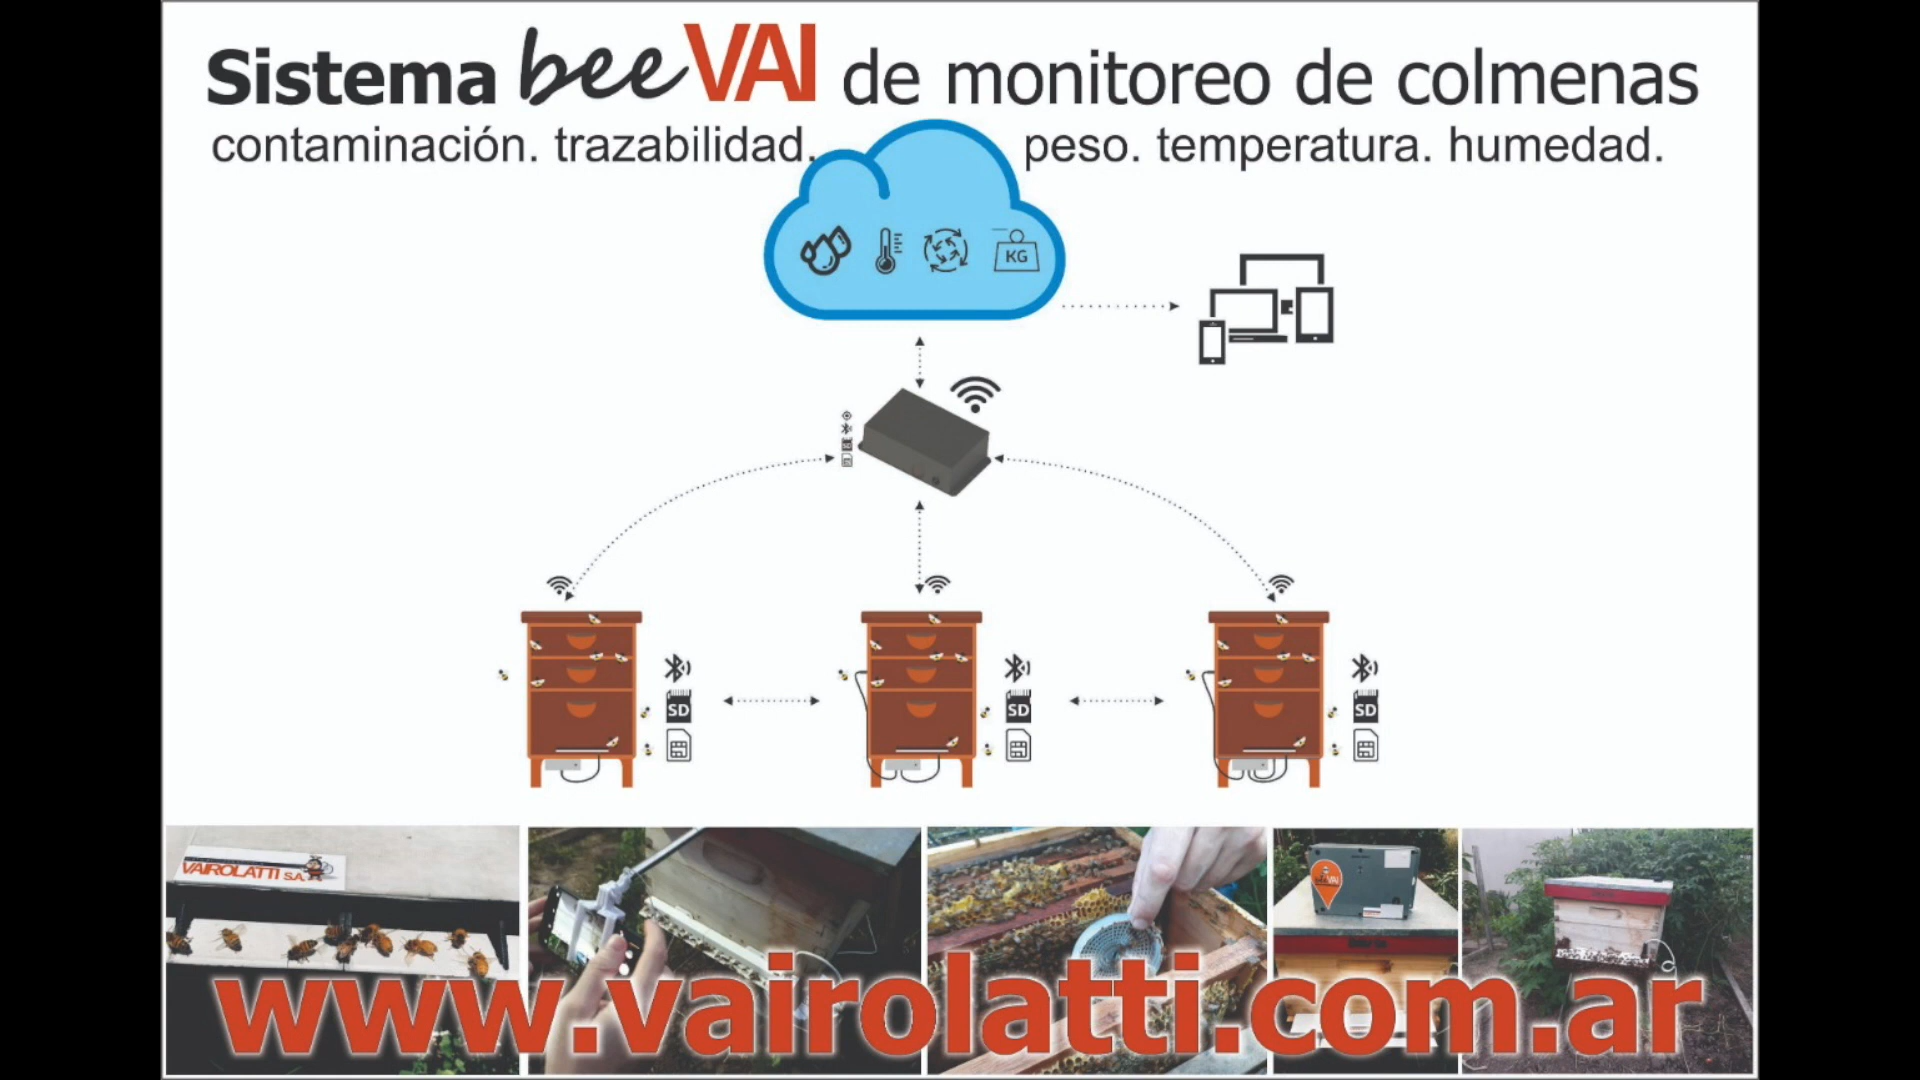 Sistema beeVAI de monitoreo de colmenas
contaminación. trazabilidad. peso. temperatura. humedad.
KG
SD
SD
SD
VAIROLATTI S.A.
VAI
www.vairolatti.com.ar